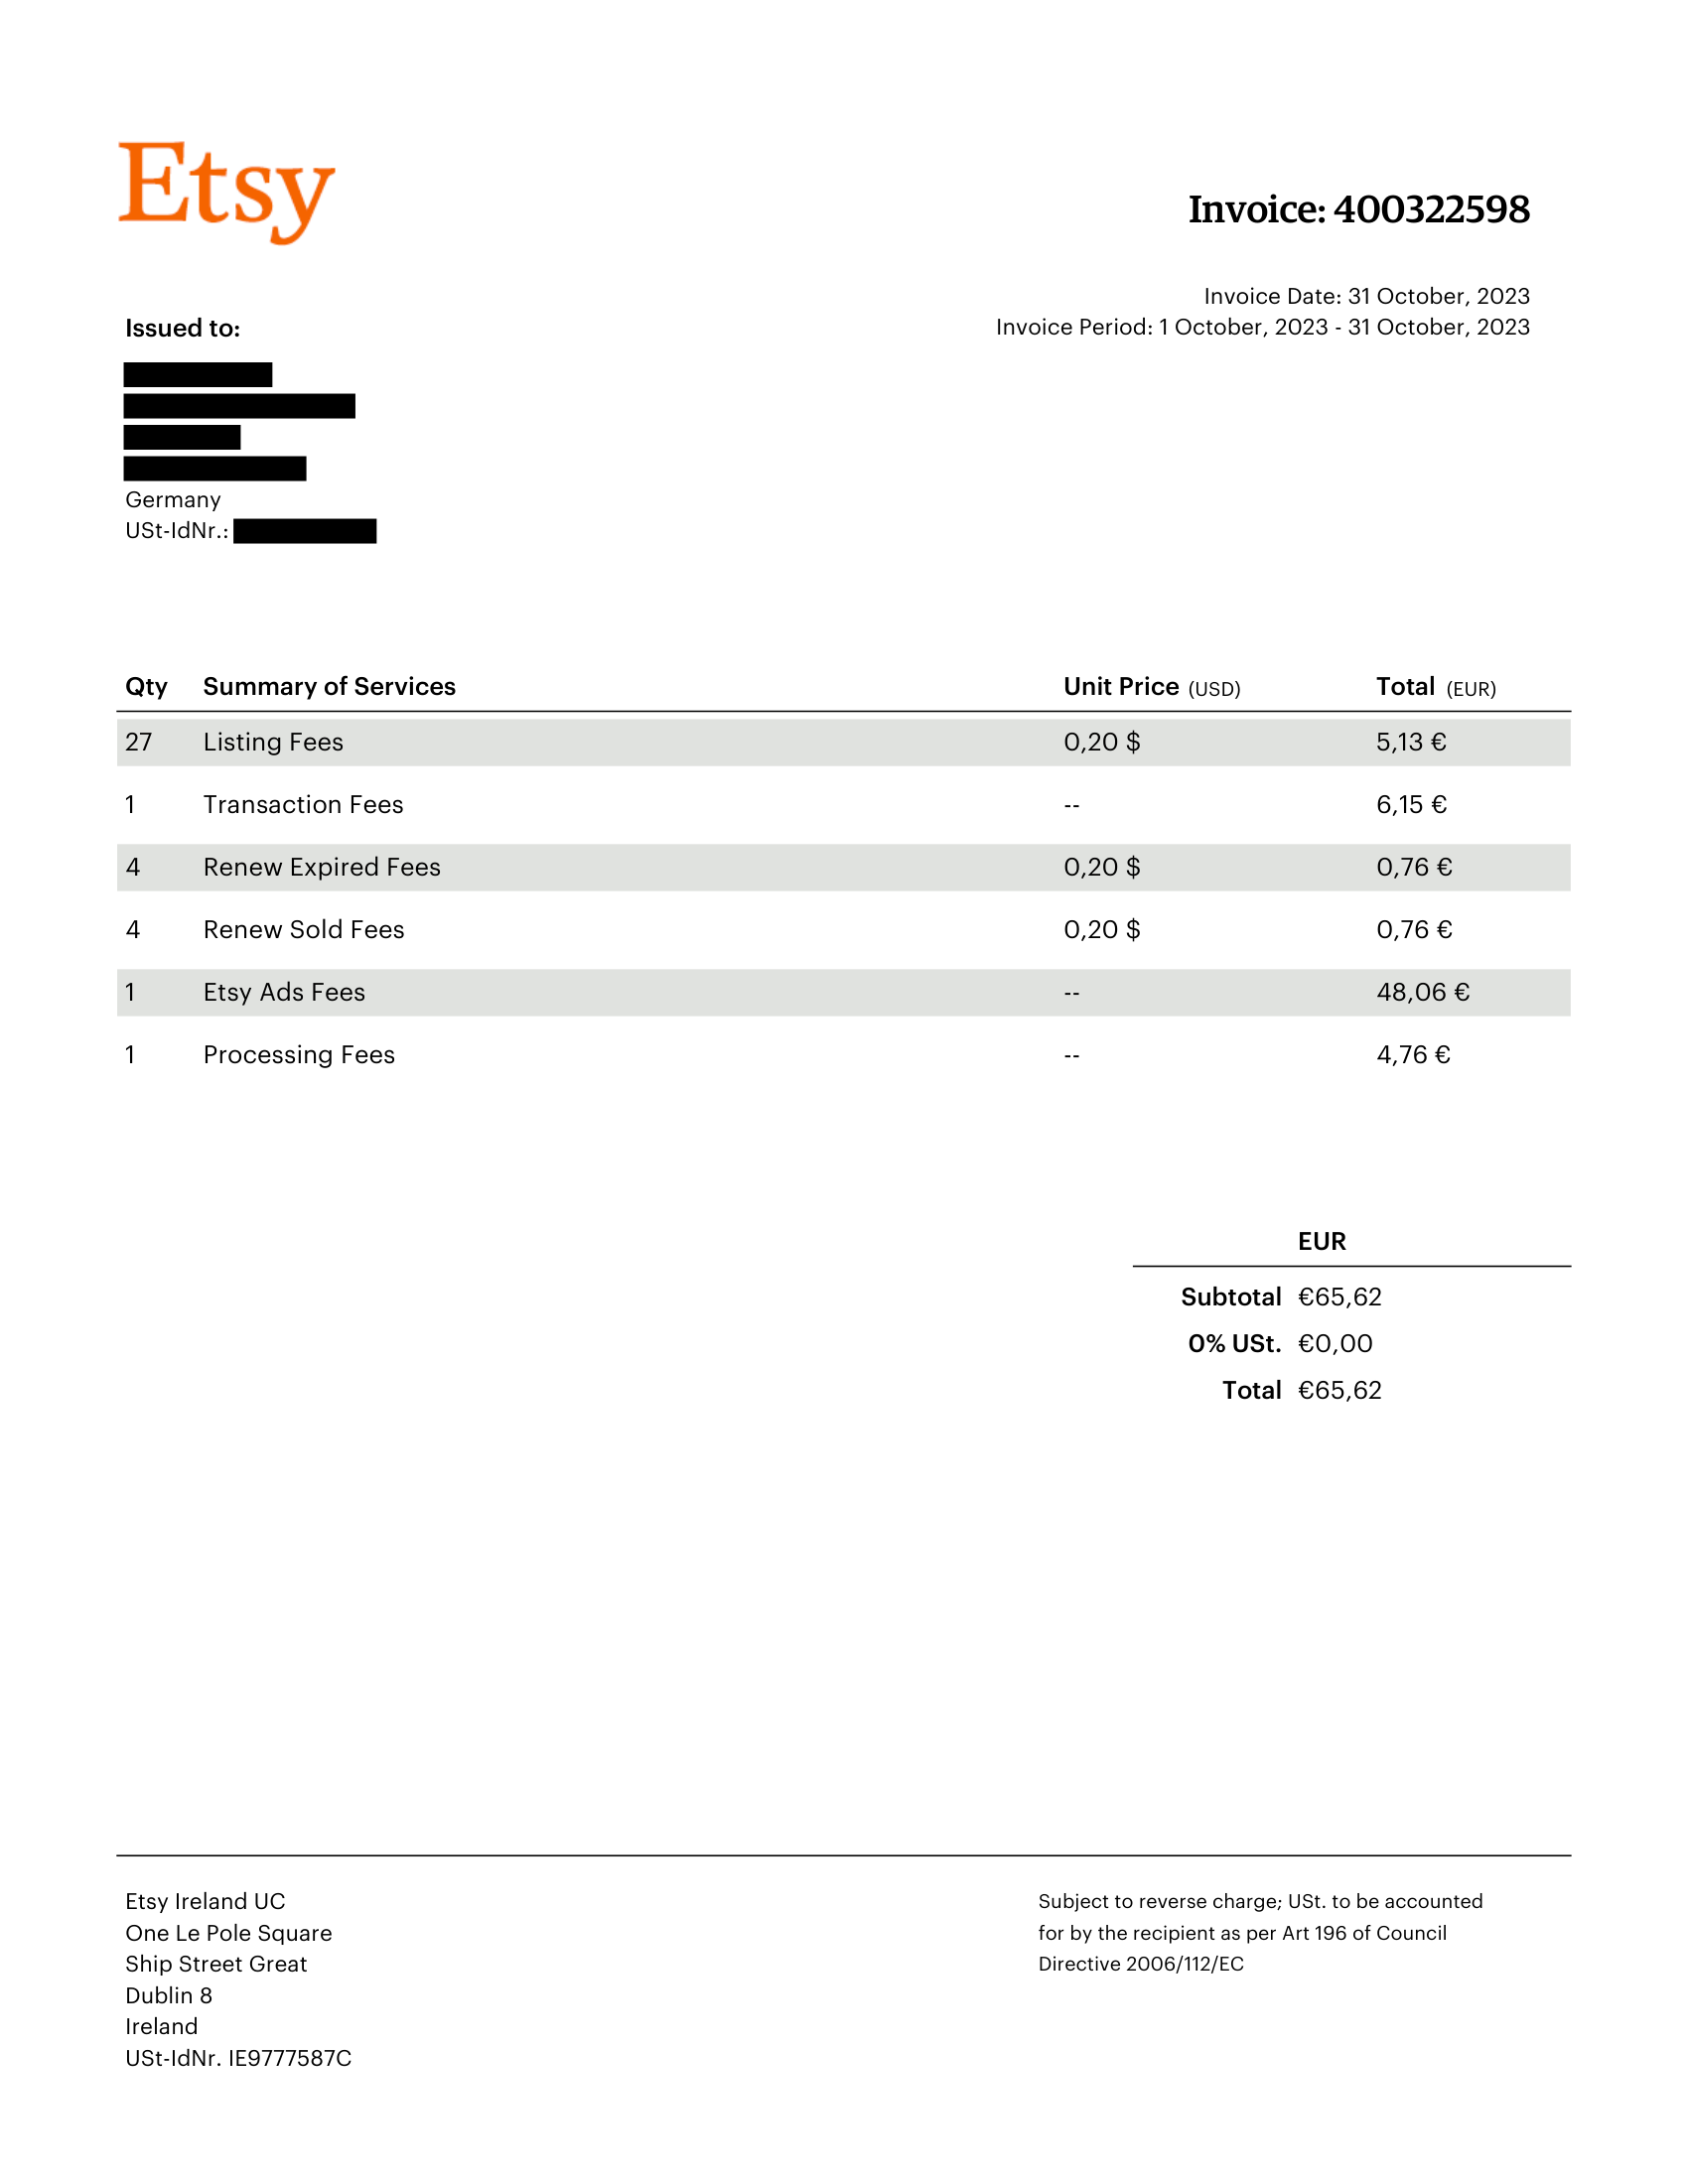 Etsy
Invoice: 400322598
Invoice Date: 31 October, 2023
Invoice Period: 1 October, 2023 - 31 October, 2023
Issued to:
Germany
USt-IdNr.:
Qty Summary of Services Unit Price (USD) Total (EUR)
27 Listing Fees 0,20 $ 5,13 €
1 Transaction Fees -- 6,15 €
4 Renew Expired Fees 0,20 $ 0,76 €
4 Renew Sold Fees 0,20 $ 0,76 €
1 Etsy Ads Fees -- 48,06 €
1 Processing Fees -- 4,76 €
EUR
Subtotal €65,62
0% USt. €0,00
Total €65,62
Etsy Ireland UC
One Le Pole Square
Ship Street Great
Dublin 8
Ireland
USt-IdNr. IE9777587C
Subject to reverse charge; USt. to be accounted
for by the recipient as per Art 196 of Council
Directive 2006/112/EC